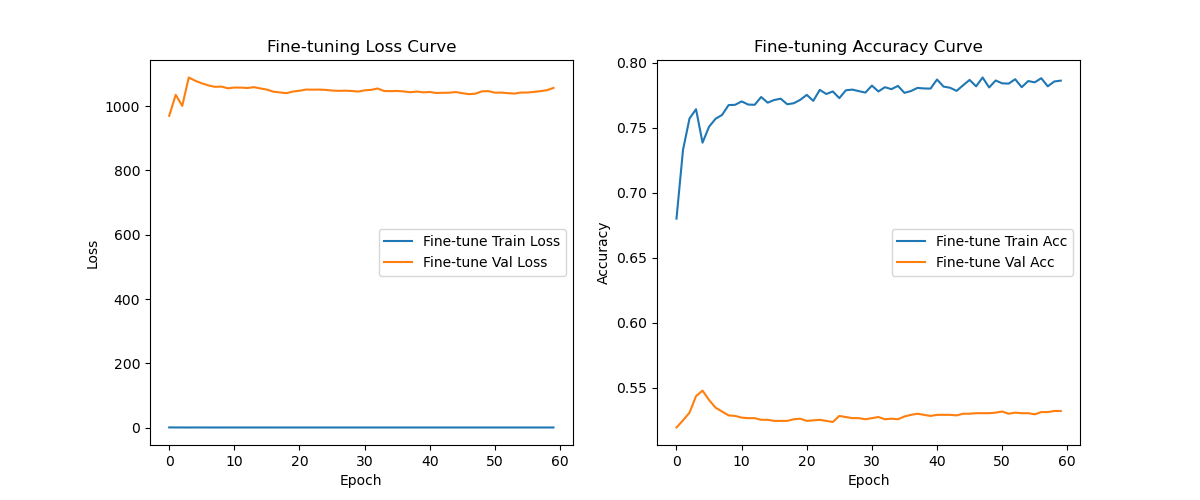 Fine-tuning Loss Curve
Loss
1000
800
600
400
200
0
Fine-tune Train Loss
Fine-tune Val Loss
0 10 20 30 40 50 60
Epoch
Fine-tuning Accuracy Curve
Accuracy
0.80
0.75
0.70
0.65
0.60
0.55
Fine-tune Train Acc
Fine-tune Val Acc
0 10 20 30 40 50 60
Epoch